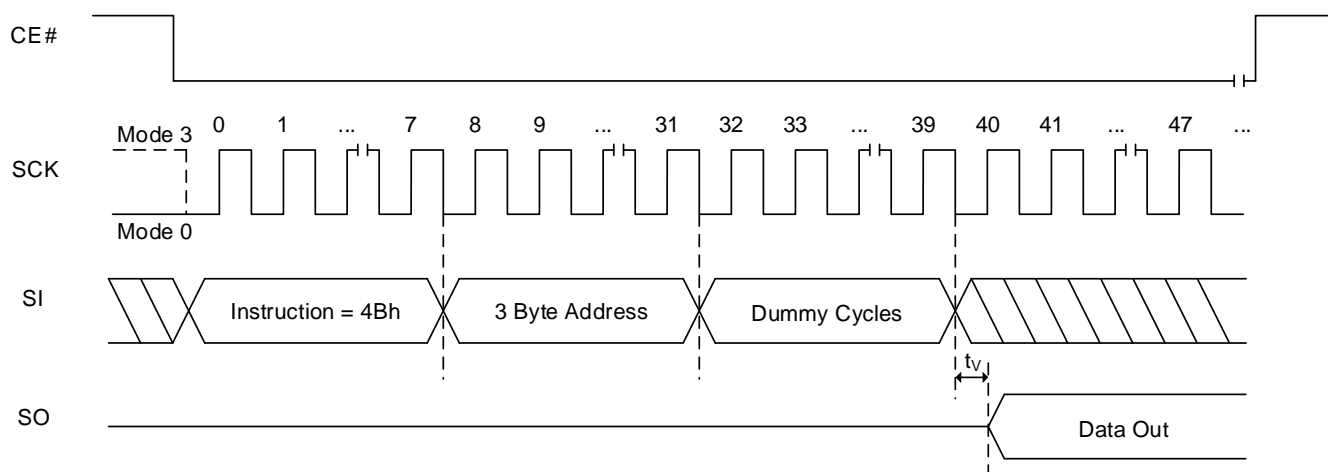 CE#
Mode 3
0 1 ... 7 8 9 ... 31 32 33 ... 39 40 41 ... 47 ...
SCK
Mode 0
SI
Instruction = 4Bh
3 Byte Address
Dummy Cycles
tV
SO
Data Out